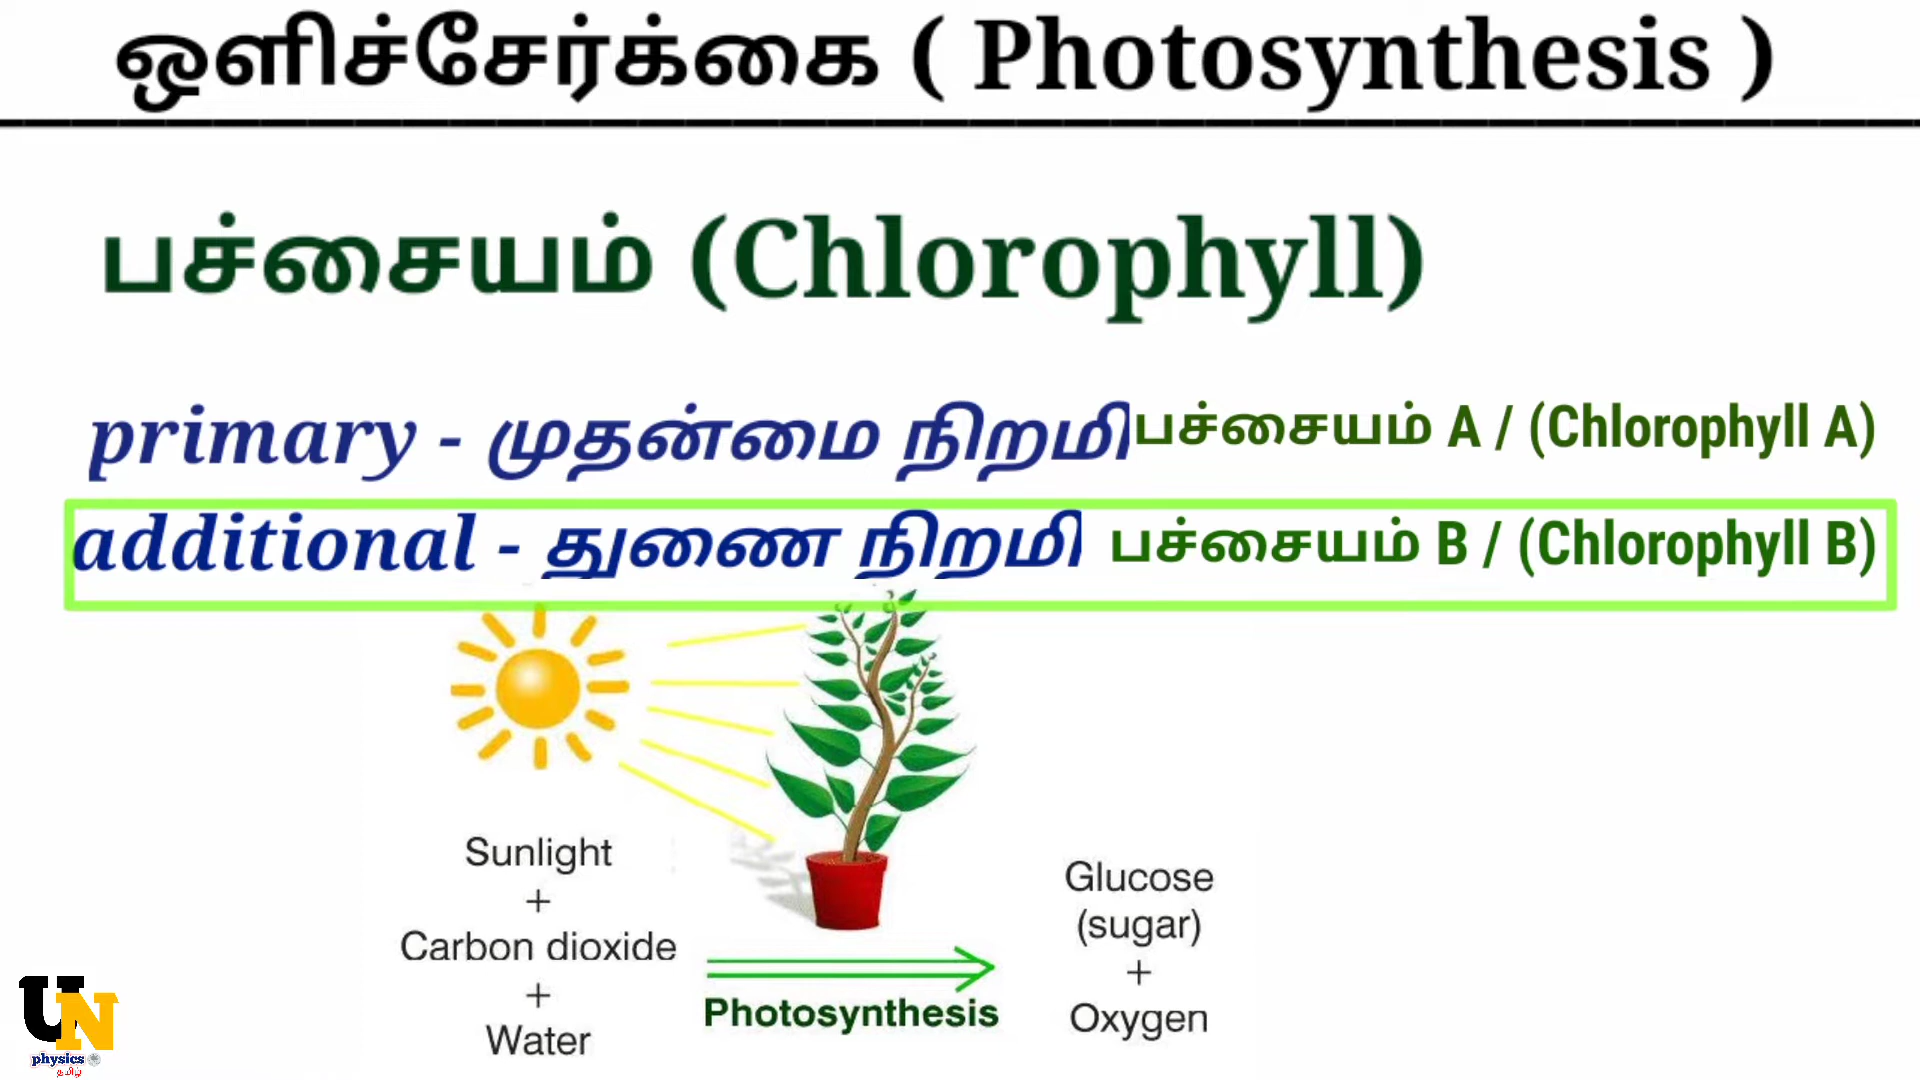 ஒளிச்சேர்க்கை ( Photosynthesis )
பச்சையம் (Chlorophyll)
primary - முதன்மை நிறமி பச்சையம் A / (Chlorophyll A)
additional - துணை நிறமி பச்சையம் B / (Chlorophyll B)
Sunlight
+
Carbon dioxide
+
Water
Photosynthesis
Glucose
(sugar)
+
Oxygen
UN
physics
தமிழ்